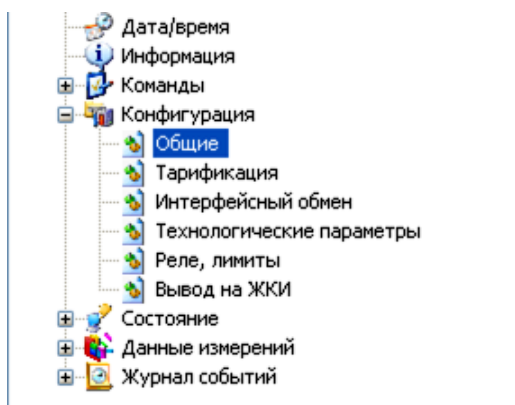 Дата/время
Информация
Команды
Конфигурация
Общие
Тарификация
Интерфейсный обмен
Технологические параметры
Реле, лимиты
Вывод на ЖКИ
Состояние
Данные измерений
Журнал событий